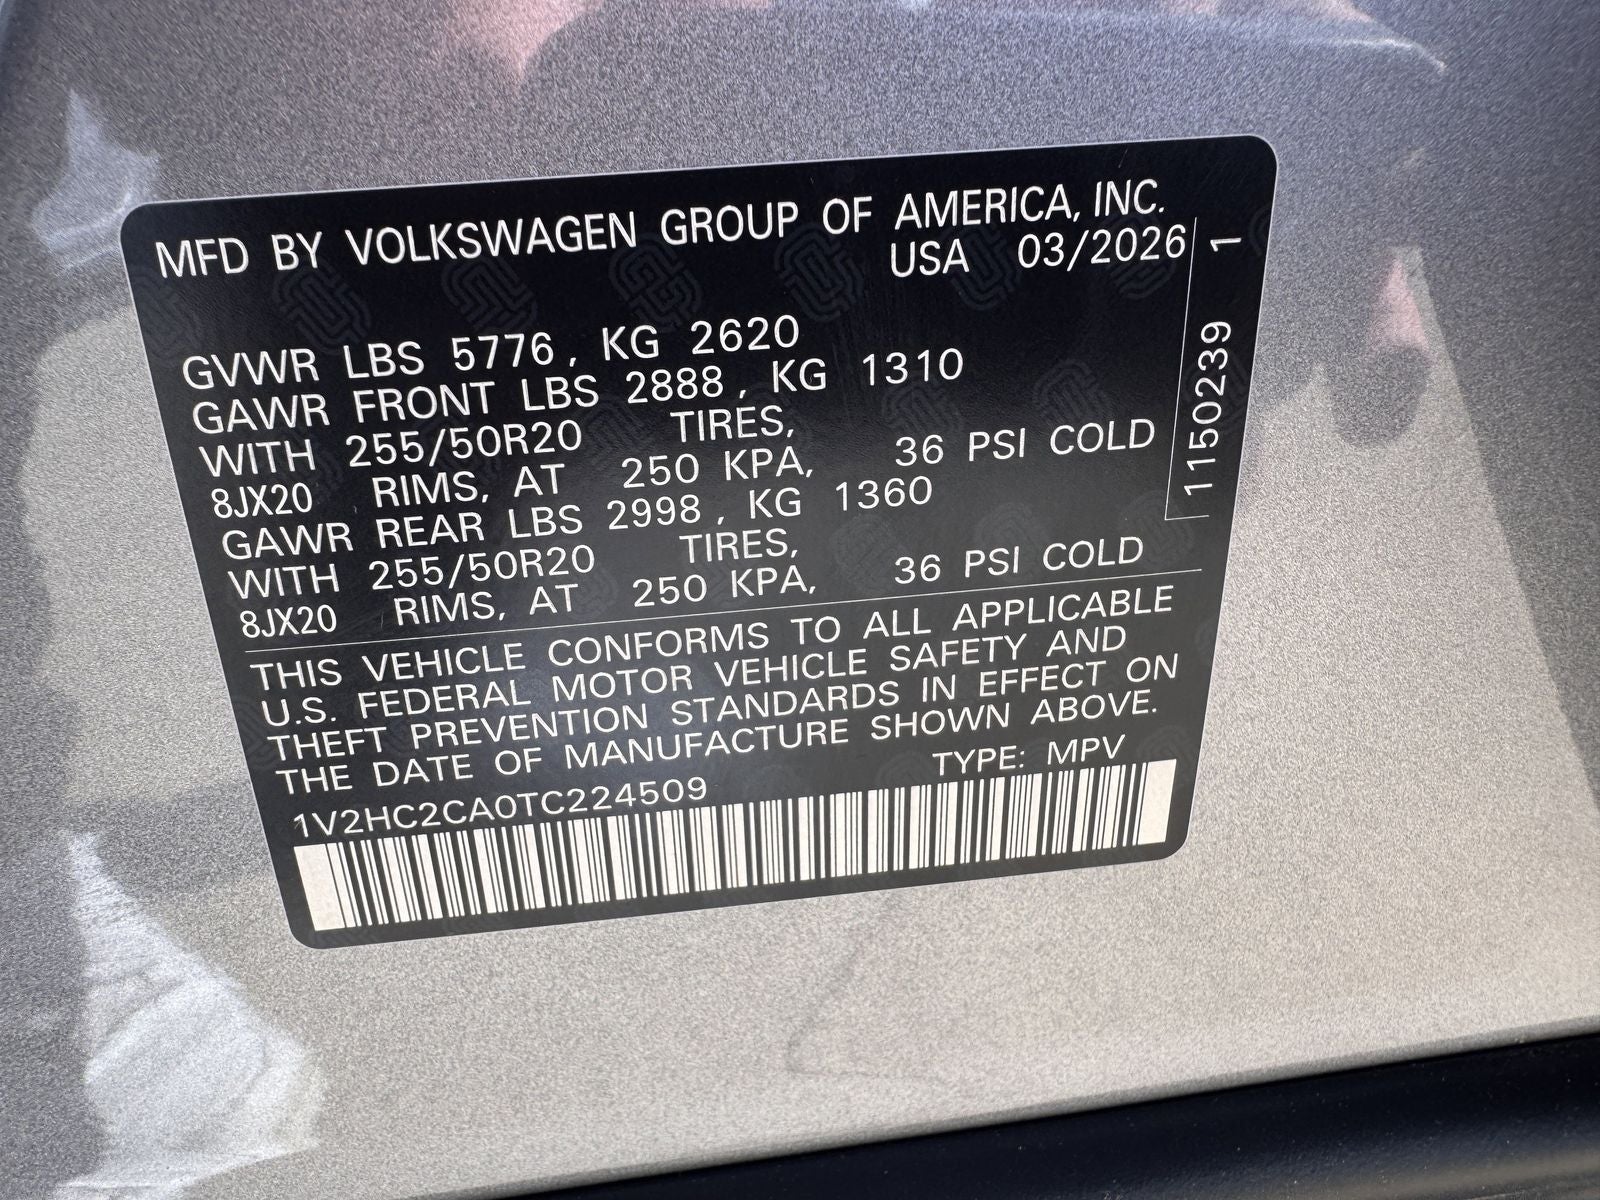 MFD BY VOLKSWAGEN GROUP OF AMERICA, INC.
USA 03/2026
GVWR LBS 5776, KG 2620
GAWR FRONT LBS 2888, KG 1310
WITH 255/50R20 TIRES,
8JX20 RIMS, AT 250 KPA, 36 PSI COLD
GAWR REAR LBS 2998, KG 1360
WITH 255/50R20 TIRES,
8JX20 RIMS, AT 250 KPA, 36 PSI COLD
THIS VEHICLE CONFORMS TO ALL APPLICABLE
U.S. FEDERAL MOTOR VEHICLE SAFETY AND
THEFT PREVENTION STANDARDS IN EFFECT ON
THE DATE OF MANUFACTURE SHOWN ABOVE.
1V2HC2CA0TC224509 TYPE: MPV
1150239 1